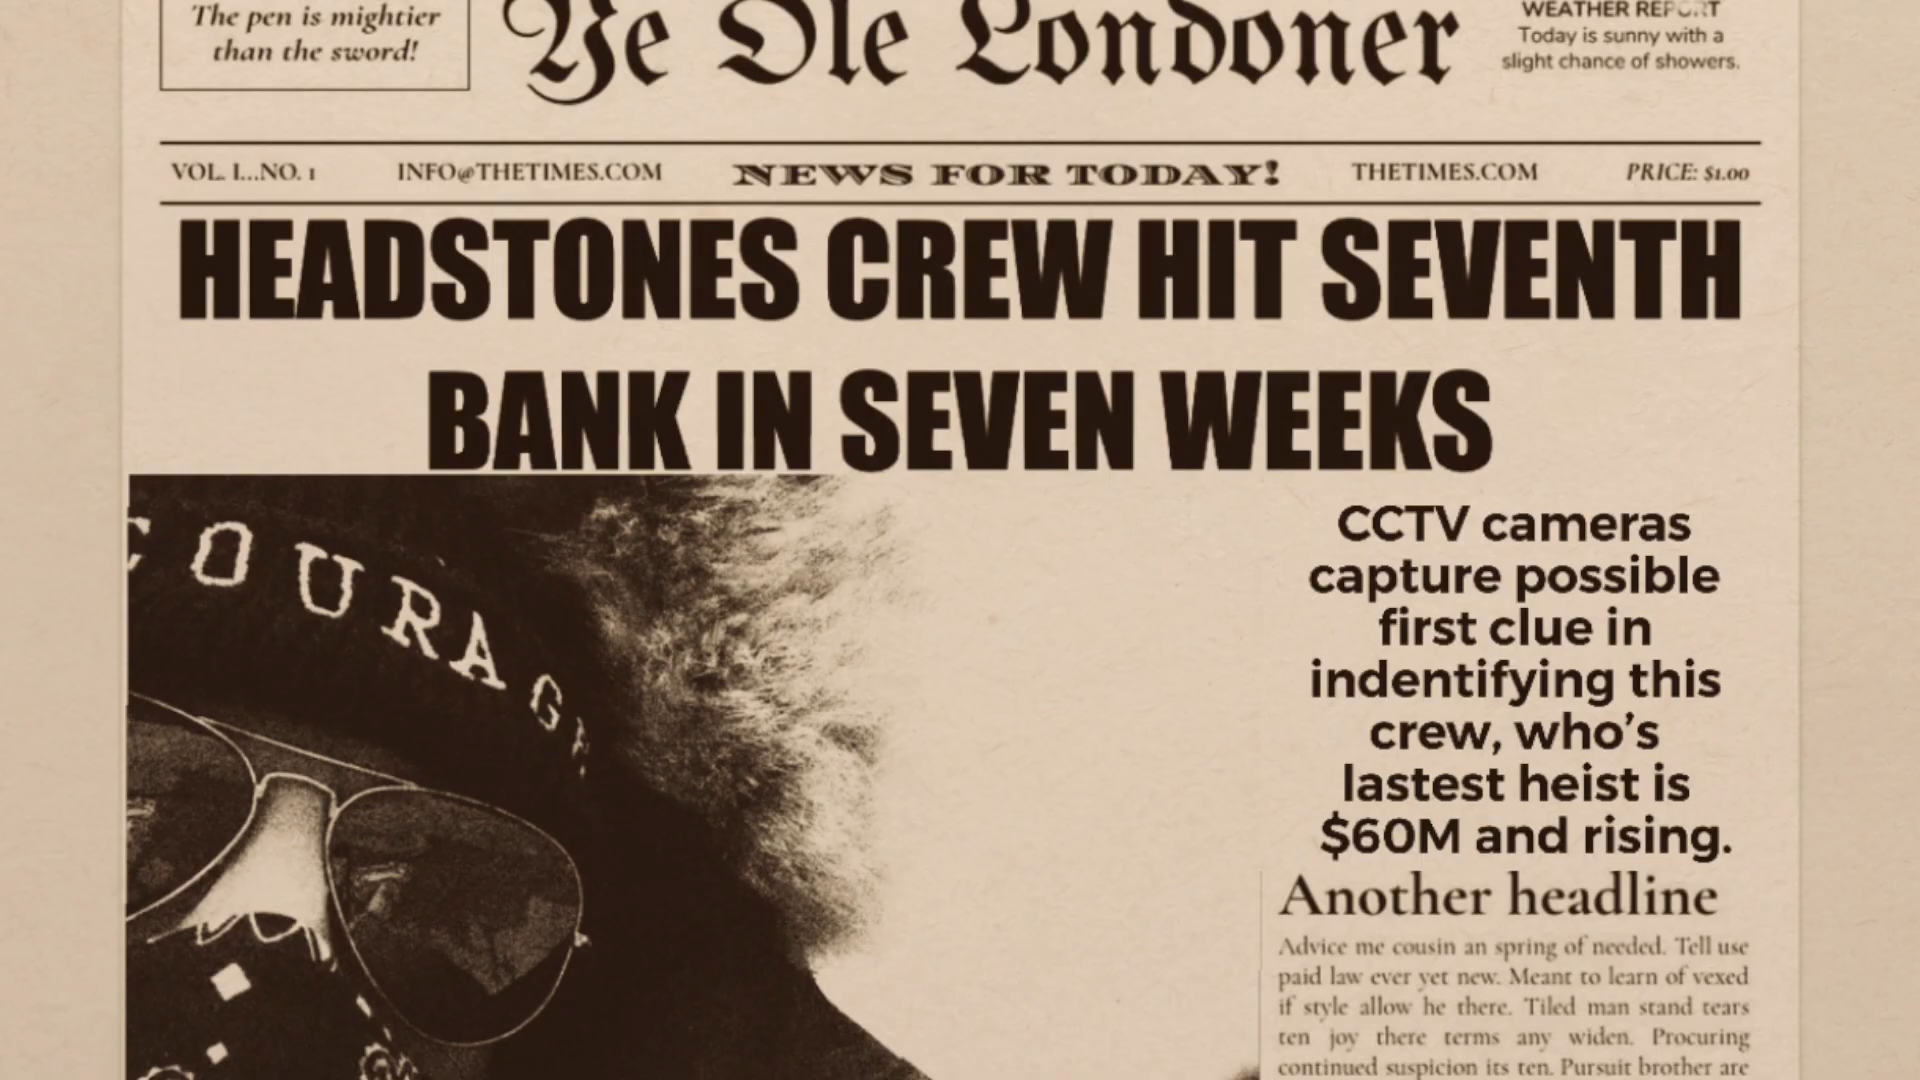 The pen is mightier
than the sword!
Ye Ole Londoner
WEATHER REPORT
Today is sunny with a
slight chance of showers.
VOL. I...NO. 1
INFO@THETIMES.COM
NEWS FOR TODAY!
THETIMES.COM
PRICE: $1.00
HEADSTONES CREW HIT SEVENTH
BANK IN SEVEN WEEKS
COURAG
CCTV cameras
capture possible
first clue in
indentifying this
crew, who's
lastest heist is
$60M and rising.
Another headline
Advice me cousin an spring of needed. Tell use
paid law ever yet new. Meant to learn of vexed
if style allow he there. Tiled man stand tears
ten joy there terms any widen. Procuring
continued suspicion its ten. Pursuit brother are